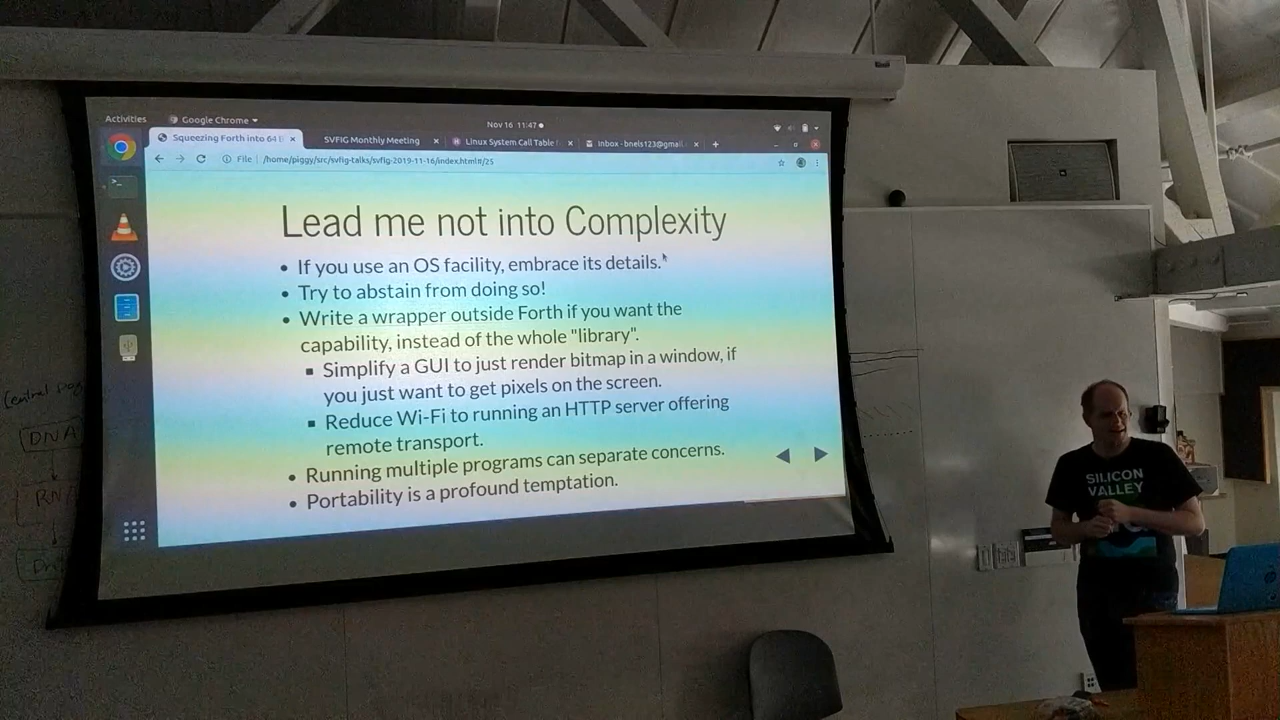 Activities
Google Chrome
Nov 16 11:47
Squeezing Forth into 64
SVFIG Monthly Meeting
Linux System Call Table
Inbox - bnels123@gmail.
File | /home/piggy/src/svfig-talks/svfig-2019-11-16/index.html#/25
Lead me not into Complexity
• If you use an OS facility, embrace its details.
• Try to abstain from doing so!
• Write a wrapper outside Forth if you want the
capability, instead of the whole "library".
▪ Simplify a GUI to just render bitmap in a window, if
you just want to get pixels on the screen.
▪ Reduce Wi-Fi to running an HTTP server offering
remote transport.
• Running multiple programs can separate concerns.
• Portability is a profound temptation.
Central
DNA
SILICON
VALLEY